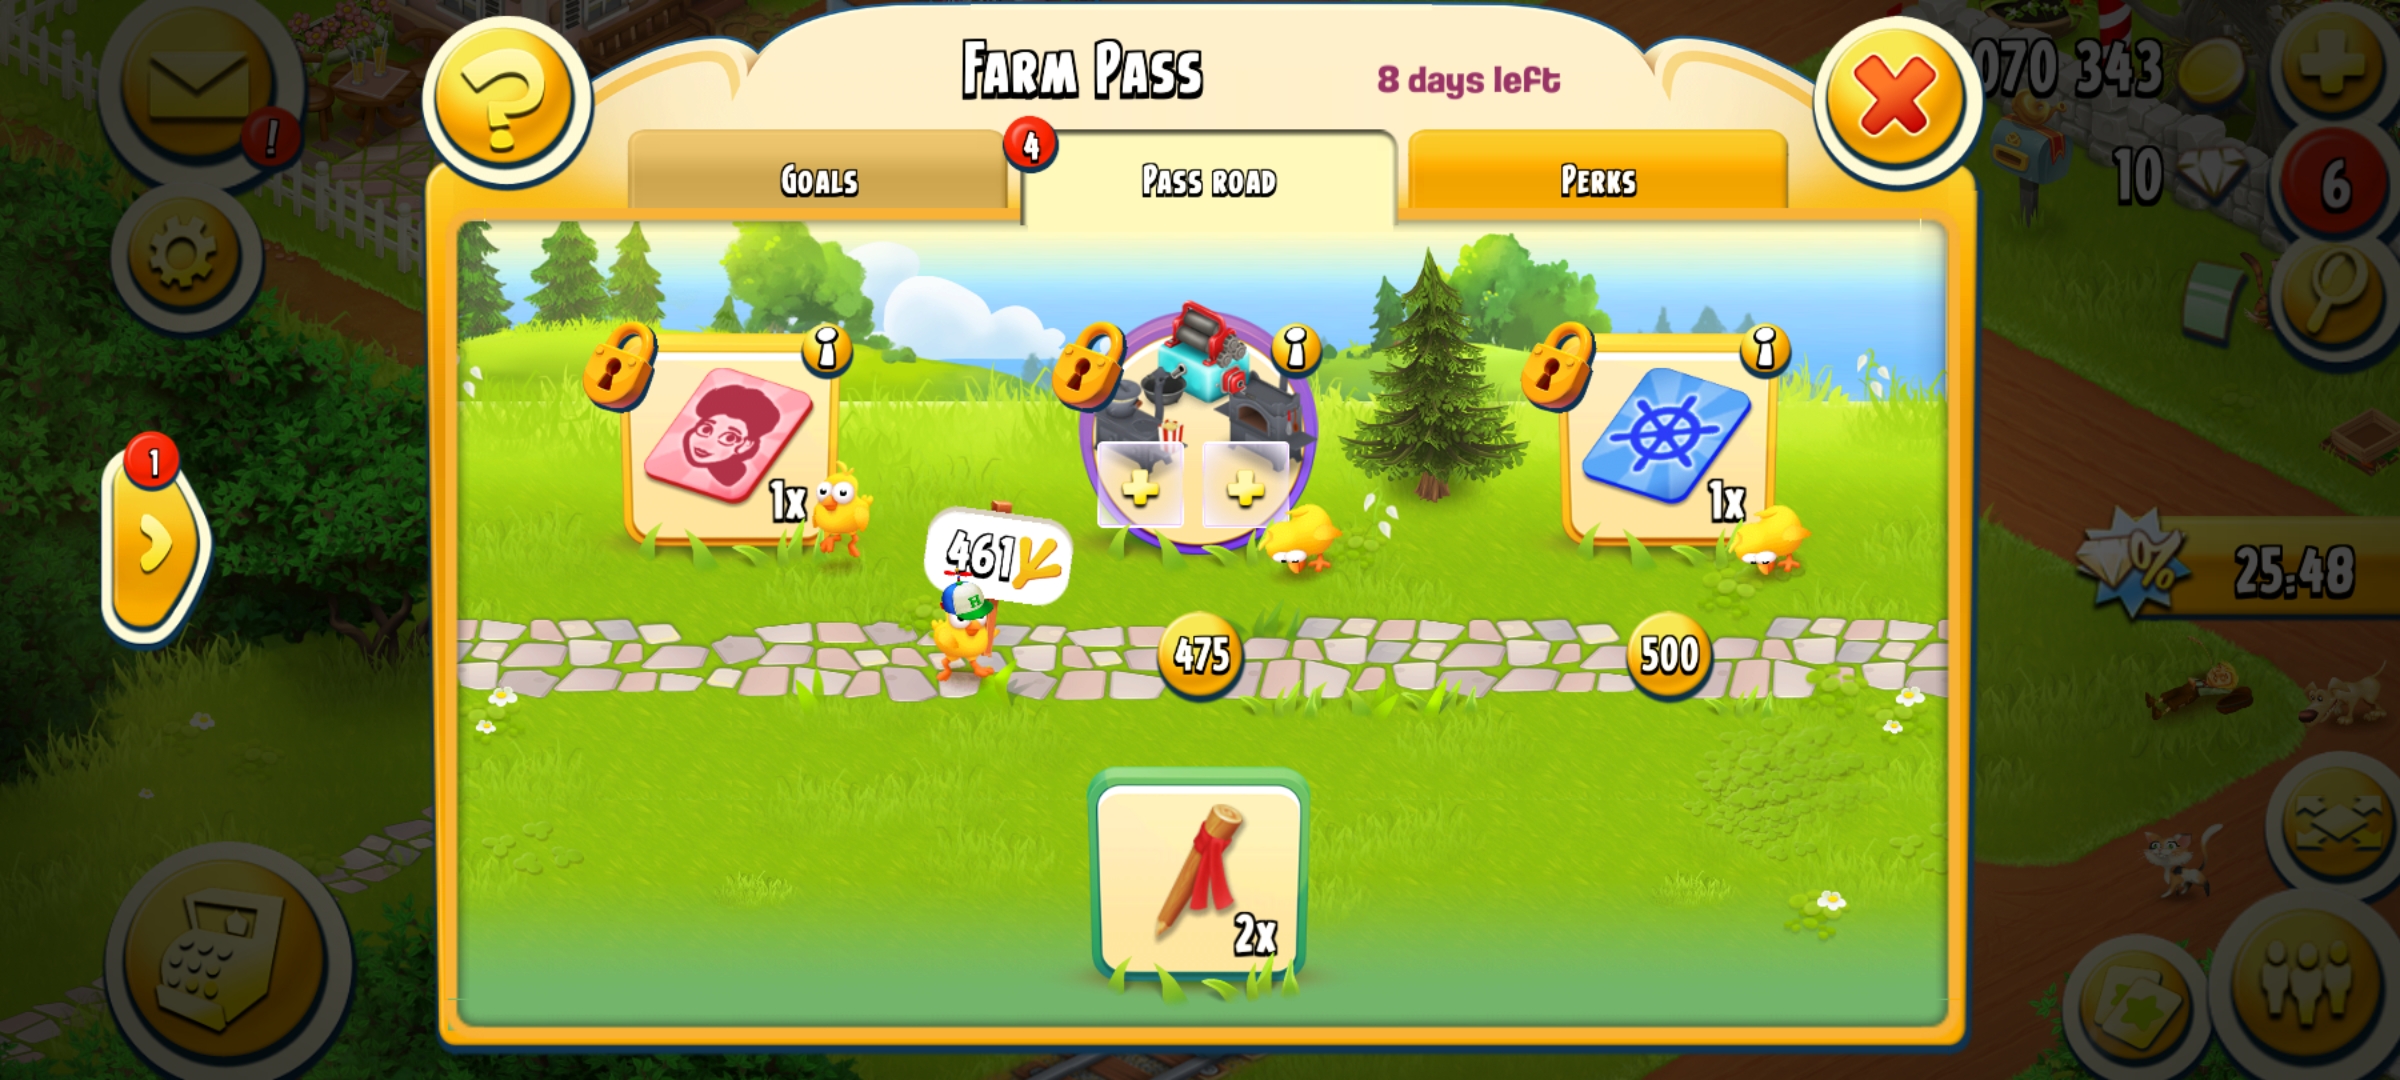 FARM PASS
8 days left
070 343
!
4
GOALS
PASS ROAD
PERKS
10
6
1x
1x
1
461
25:48
475
500
2x